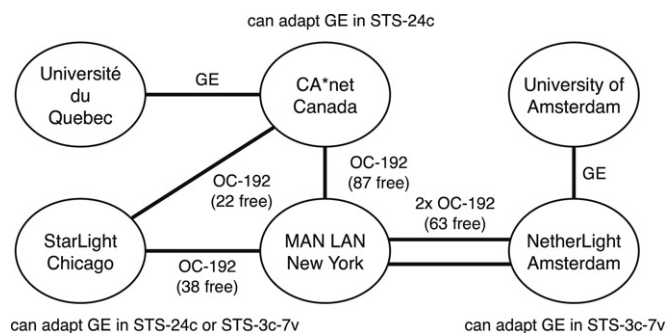 can adapt GE in STS-24c
Université
du
Quebec
GE
CA*net
Canada
University of
Amsterdam
OC-192
(22 free)
OC-192
(87 free)
2x OC-192
(63 free)
GE
StarLight
Chicago
OC-192
(38 free)
MAN LAN
New York
NetherLight
Amsterdam
can adapt GE in STS-24c or STS-3c-7v
can adapt GE in STS-3c-7v